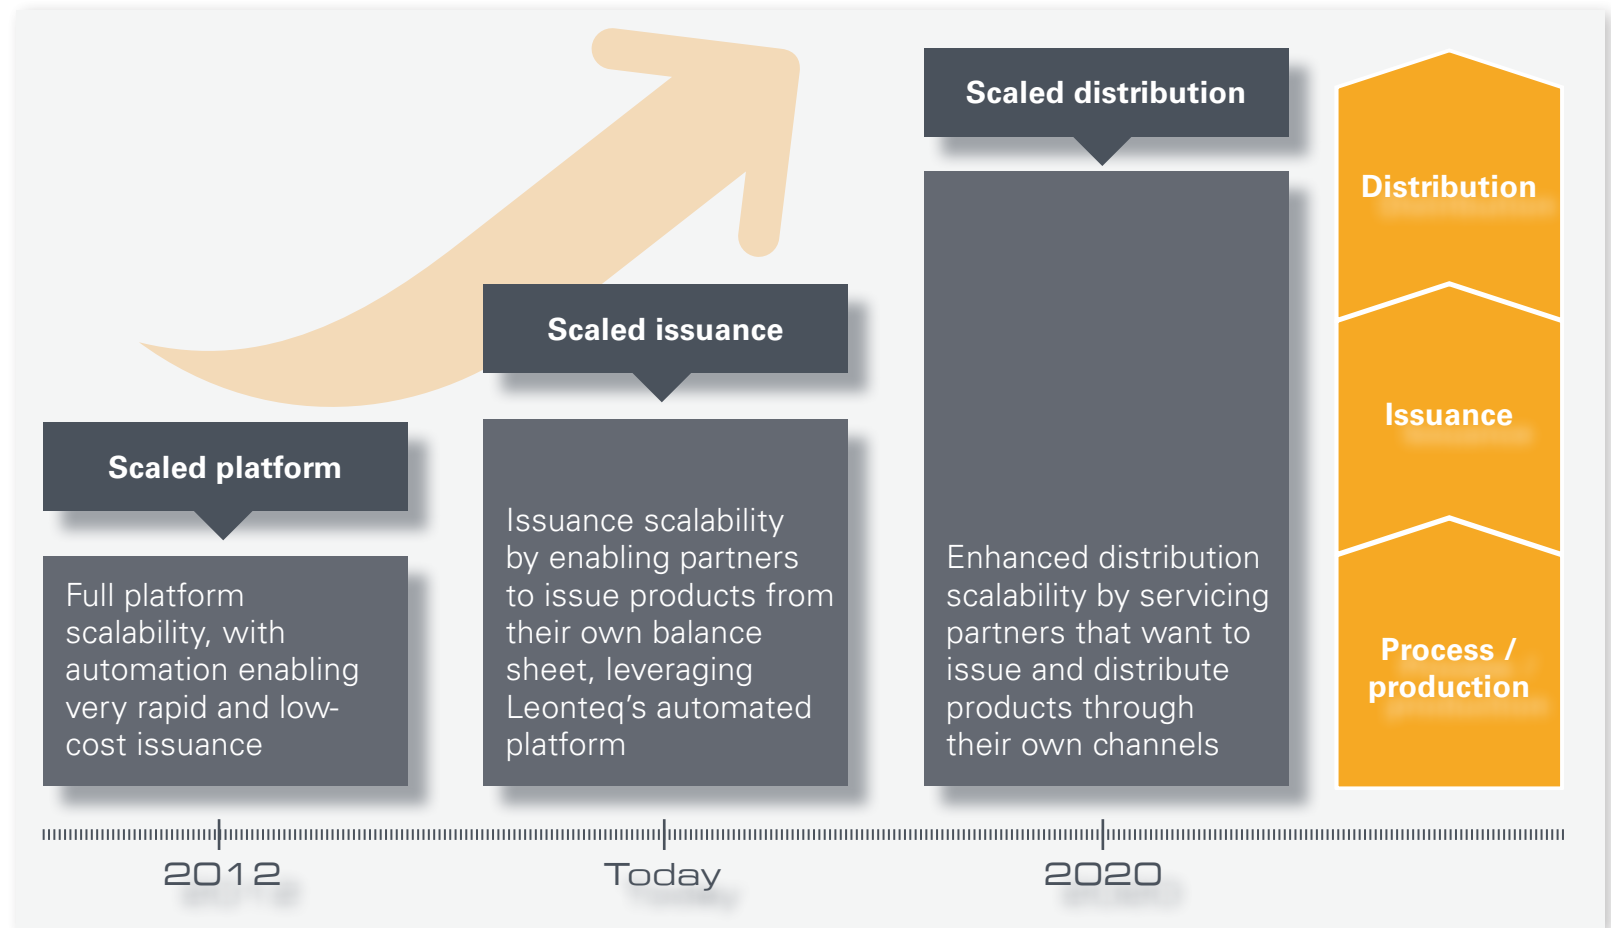 Scaled platform
Full platform
scalability, with
automation enabling
very rapid and low-
cost issuance
Scaled issuance
Issuance scalability
by enabling partners
to issue products from
their own balance
sheet, leveraging
Leonteq’s automated
platform
Scaled distribution
Enhanced distribution
scalability by servicing
partners that want to
issue and distribute
products through
their own channels
Distribution
Issuance
Process /
production
2012
Today
2020